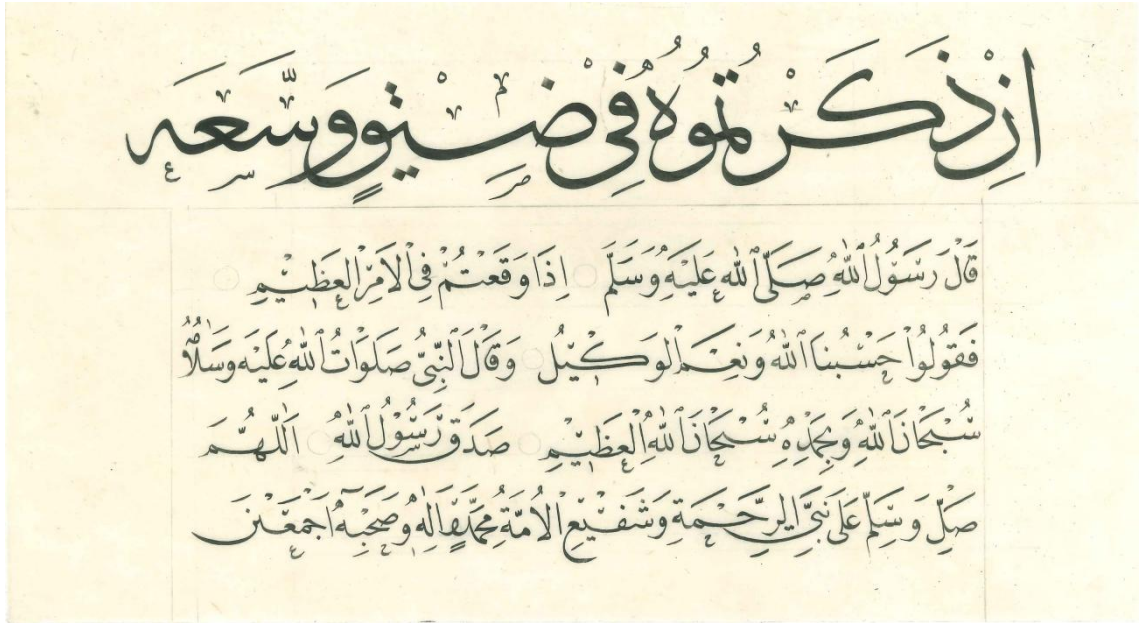 اِنْ ذَكَرْتُمُوهُ فِي ضِيقٍ وَسَّعَهُ
قَالَ رَسُولُ اللّٰهِ صَلَّى اللّٰهُ عَلَيْهِ وَسَلَّمَ اِذَا وَقَعْتُمْ فِي الْاَمْرِ الْعَظِيمِ
فَقُولُوا حَسْبُنَا اللّٰهُ وَنِعْمَ الْوَكِيلُ وَقَالَ النَّبِيُّ صَلَوَاتُ اللّٰهِ عَلَيْهِ وَسَلَامُهُ
سُبْحَانَ اللّٰهِ وَبِحَمْدِهِ سُبْحَانَ اللّٰهِ الْعَظِيمِ صَدَقَ رَسُولُ اللّٰهِ اَللّٰهُمَّ
صَلِّ وَسَلِّمْ عَلَى نَبِيِّ الرَّحْمَةِ وَشَفِيعِ الْاُمَّةِ مُحَمَّدٍ وَاٰلِهِ وَصَحْبِهِ اَجْمَعِينَ